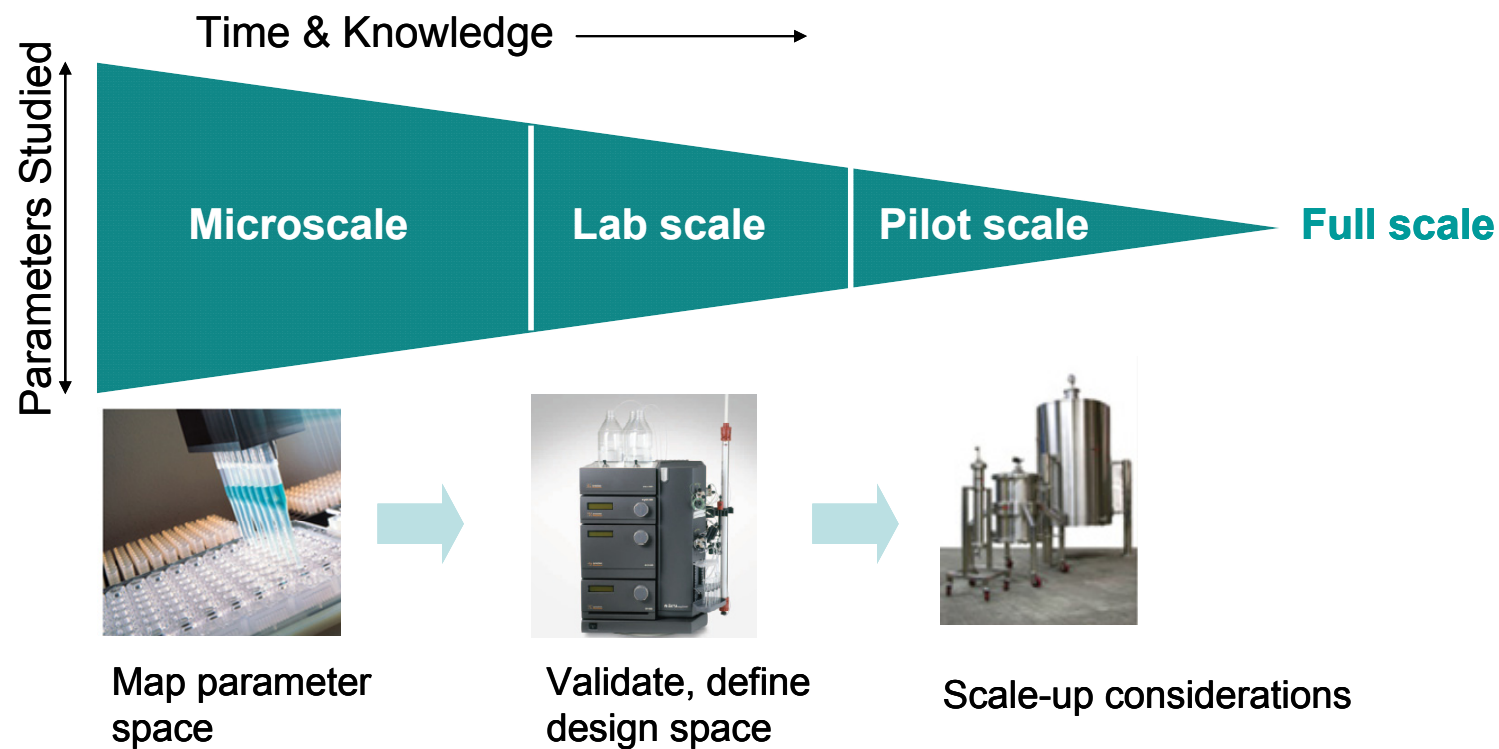 Time & Knowledge
Parameters Studied
Microscale
Lab scale
Pilot scale
Full scale
Map parameter
space
Validate, define
design space
Scale-up considerations